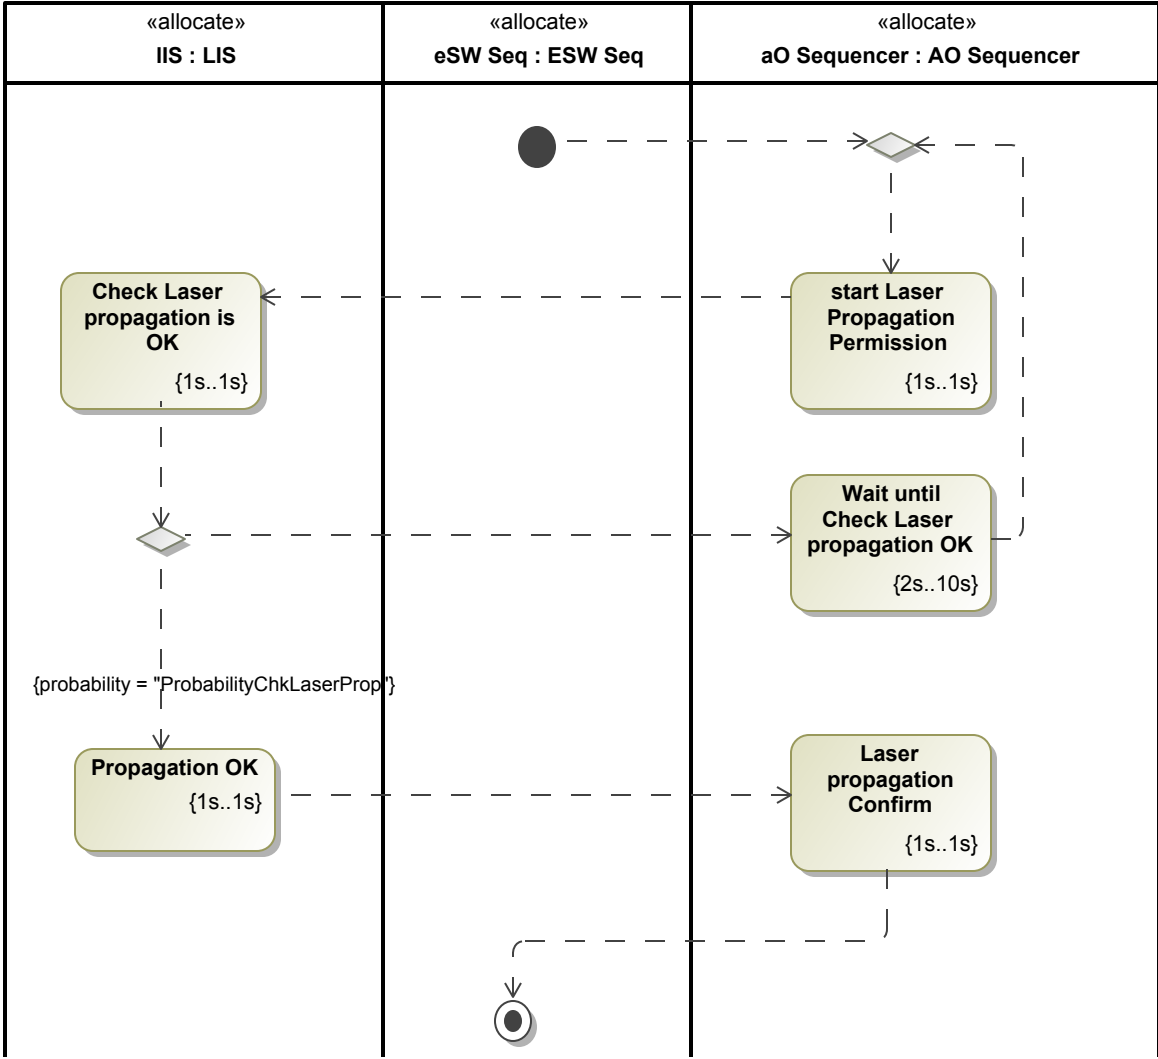 «allocate»
lIS : LIS
«allocate»
eSW Seq : ESW Seq
«allocate»
aO Sequencer : AO Sequencer
Check Laser
propagation is
OK
{1s..1s}
start Laser
Propagation
Permission
{1s..1s}
Wait until
Check Laser
propagation OK
{2s..10s}
{probability = "ProbabilityChkLaserProp"}
Propagation OK
{1s..1s}
Laser
propagation
Confirm
{1s..1s}